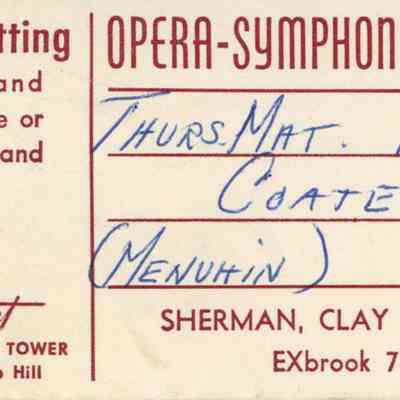 tting
and
e or
and
TOWER
Hill
OPERA-SYMPHON
THURS. MAT.
COATE
(MENUHIN)
SHERMAN, CLAY
EXbrook 7